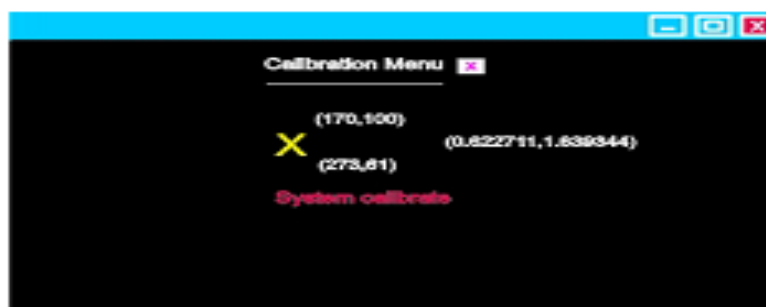 Calibration Menu x
(170,100)
X (0.622711,1.639344)
(273,61)
System calibrate